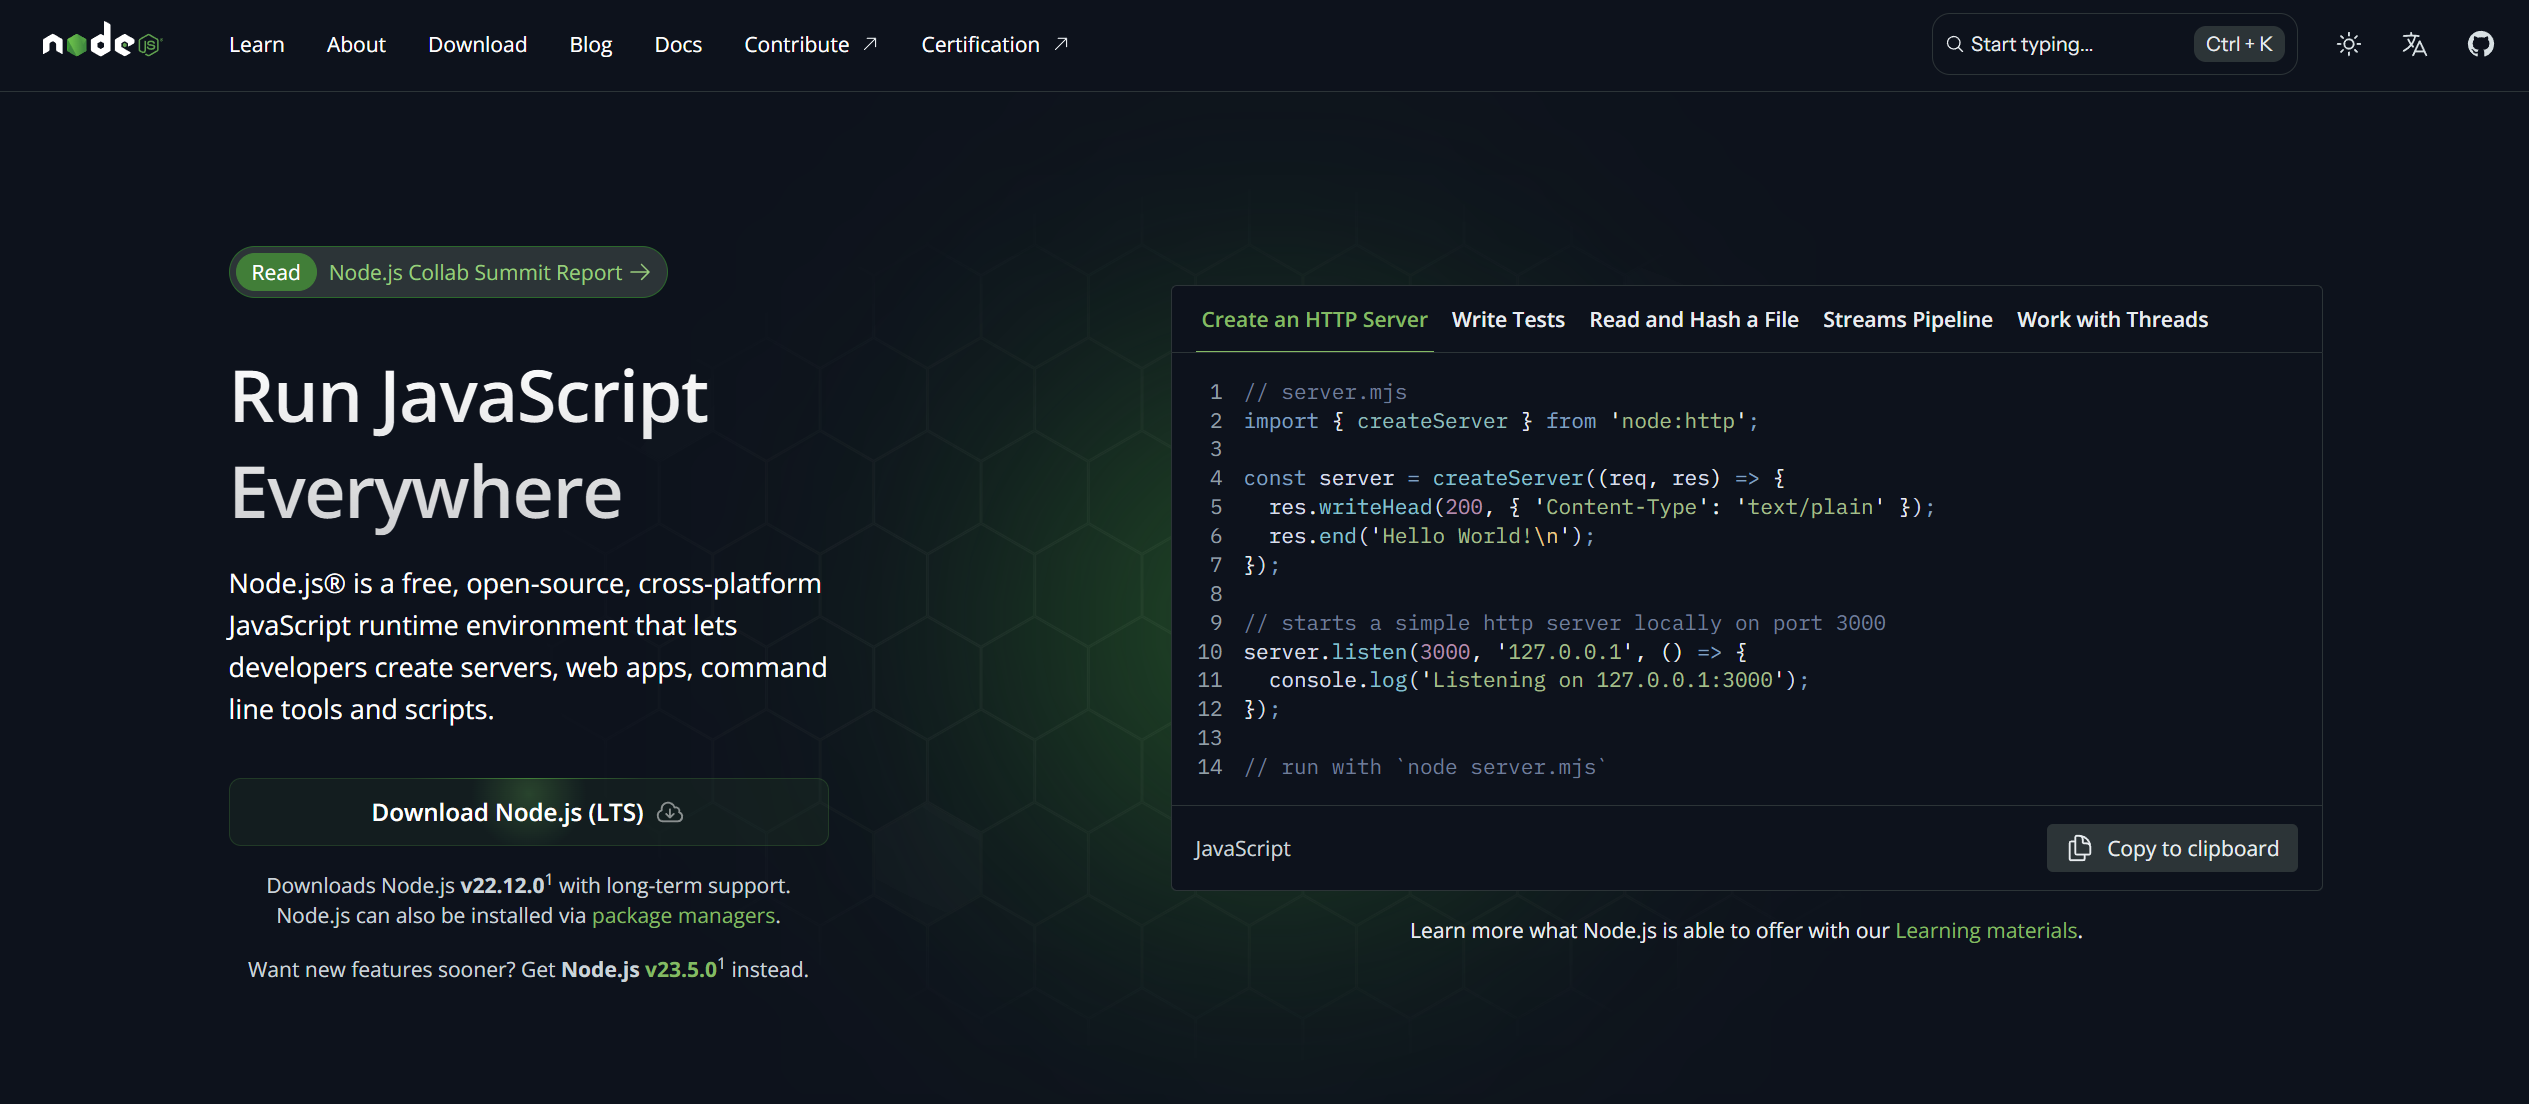 node js
Learn About Download Blog Docs Contribute Certification
Start typing... Ctrl + K
Read Node.js Collab Summit Report
Run JavaScript
Everywhere
Node.js® is a free, open-source, cross-platform
JavaScript runtime environment that lets
developers create servers, web apps, command
line tools and scripts.
Download Node.js (LTS)
Downloads Node.js v22.12.0¹ with long-term support.
Node.js can also be installed via package managers.
Want new features sooner? Get Node.js v23.5.0¹ instead.
Create an HTTP Server Write Tests Read and Hash a File Streams Pipeline Work with Threads
1 // server.mjs
2 import { createServer } from 'node:http';
3
4 const server = createServer((req, res) => {
5   res.writeHead(200, { 'Content-Type': 'text/plain' });
6   res.end('Hello World!\n');
7 });
8
9 // starts a simple http server locally on port 3000
10 server.listen(3000, '127.0.0.1', () => {
11   console.log('Listening on 127.0.0.1:3000');
12 });
13
14 // run with `node server.mjs`
JavaScript Copy to clipboard
Learn more what Node.js is able to offer with our Learning materials.